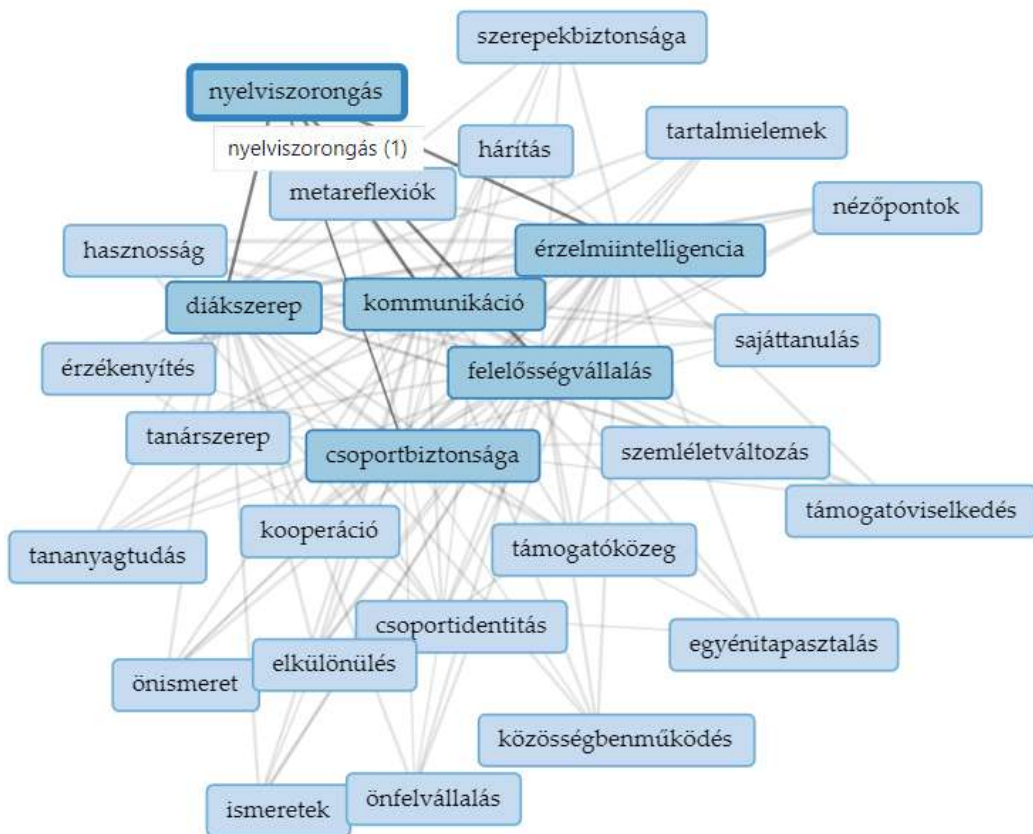 szerepekbiztonsága
nyelviszorongás
nyelviszorongás (1)
hárítás
tartalmielemek
metareflexiók
nézőpontok
hasznosság
érzelmiintelligencia
diákszerep
kommunikáció
sajáttanulás
érzékenyítés
felelősségvállalás
tanárszerep
csoportbiztonsága
szemléletváltozás
támogatóviselkedés
kooperáció
tananyagtudás
támogatóközeg
csoportidentitás
egyénitapasztalás
elkülönülés
önismeret
közösségbenműködés
ismeretek
önfelvállalás